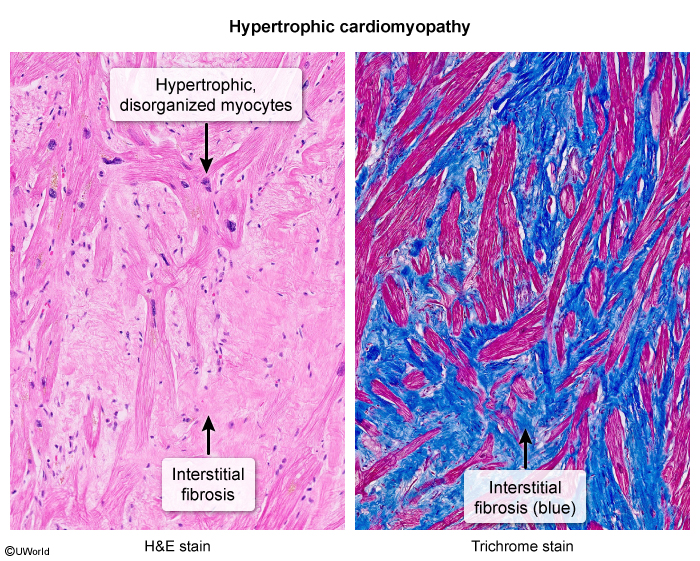 Hypertrophic cardiomyopathy
Hypertrophic,
disorganized myocytes
Interstitial
fibrosis
Interstitial
fibrosis (blue)
©UWorld
H&E stain
Trichrome stain